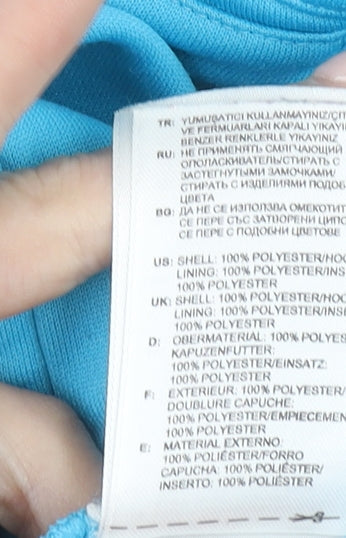 TR: YUMUŞATICI KULLANMAYINIZ/ÇIT
VE FERMUARLARI KAPALI YIKAYI
BENZER RENKLERLE YIKAYINIZ
RU: НЕ ПРИМЕНЯТЬ СМЯГЧАЮЩИЙ
ОПОЛАСКИВАТЕЛЬ/СТИРАТЬ С
ЗАСТЕГНУТЫМИ ЗАМОЧКАМИ/
СТИРАТЬ С ИЗДЕЛИЯМИ ПОДОБ
ЦВЕТА
BG: ДА НЕ СЕ ИЗПОЛЗВА ОМЕКОТИТ
СЕ ПЕРЕ СЪС ЗАТВОРЕНИ ЦИПО
СЕ ПЕРЕ С ПОДОБНИ ЦВЕТОВЕ
US: SHELL: 100% POLYESTER/HOO
LINING: 100% POLYESTER/INS
100% POLYESTER
UK: SHELL: 100% POLYESTER/HOO
LINING: 100% POLYESTER/INSE
100% POLYESTER
D: OBERMATERIAL: 100% POLYES
KAPUZENFUTTER:
100% POLYESTER/EINSATZ:
100% POLYESTER
F: EXTERIEUR: 100% POLYESTER/
DOUBLURE CAPUCHE:
100% POLYESTER/EMPIECEMEN
100% POLYESTER
E: MATERIAL EXTERNO:
100% POLIÉSTER/FORRO
CAPUCHA: 100% POLIÉSTER/
INSERTO: 100% POLIÉSTER